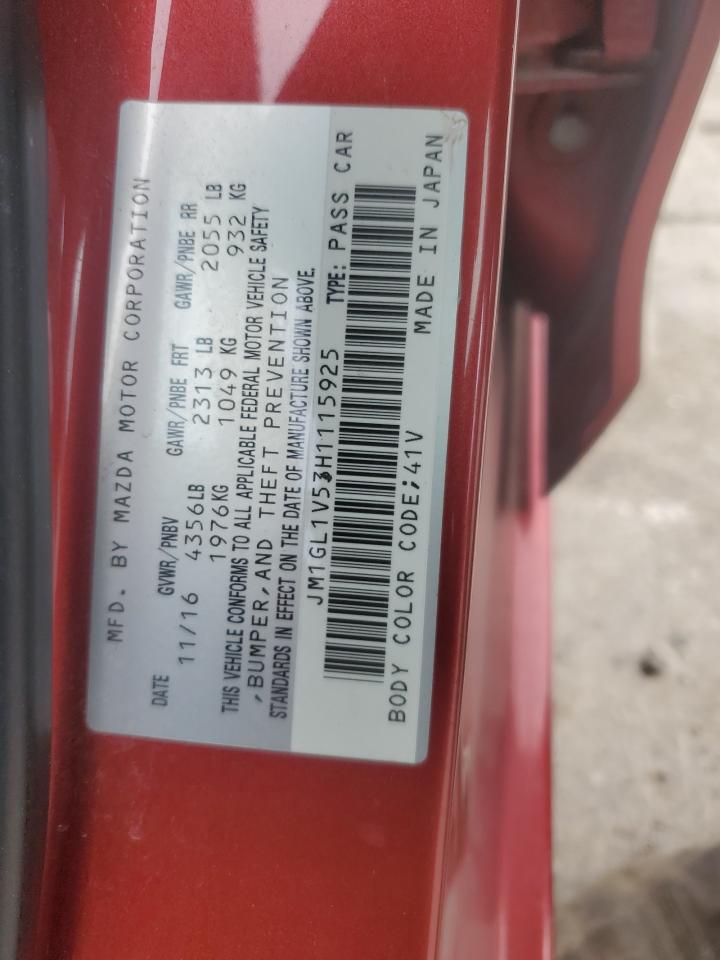 MFD. BY MAZDA MOTOR CORPORATION
DATE GVWR/PNBV GAWR/PNBE FRT GAWR/PNBE RR
11/16 4356LB 2313 LB 2055 LB
1976KG 1049 KG 932 KG
THIS VEHICLE CONFORMS TO ALL APPLICABLE FEDERAL MOTOR VEHICLE SAFETY
,BUMPER,AND THEFT PREVENTION
STANDARDS IN EFFECT ON THE DATE OF MANUFACTURE SHOWN ABOVE.
JM1GL1V53H1115925 TYPE: PASS CAR
BODY COLOR CODE;41V MADE IN JAPAN